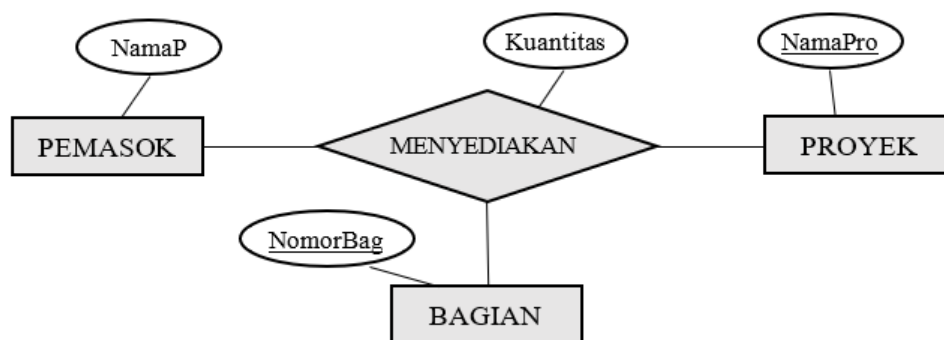 NamaP
Kuantitas
NamaPro
PEMASOK
MENYEDIAKAN
PROYEK
NomorBag
BAGIAN